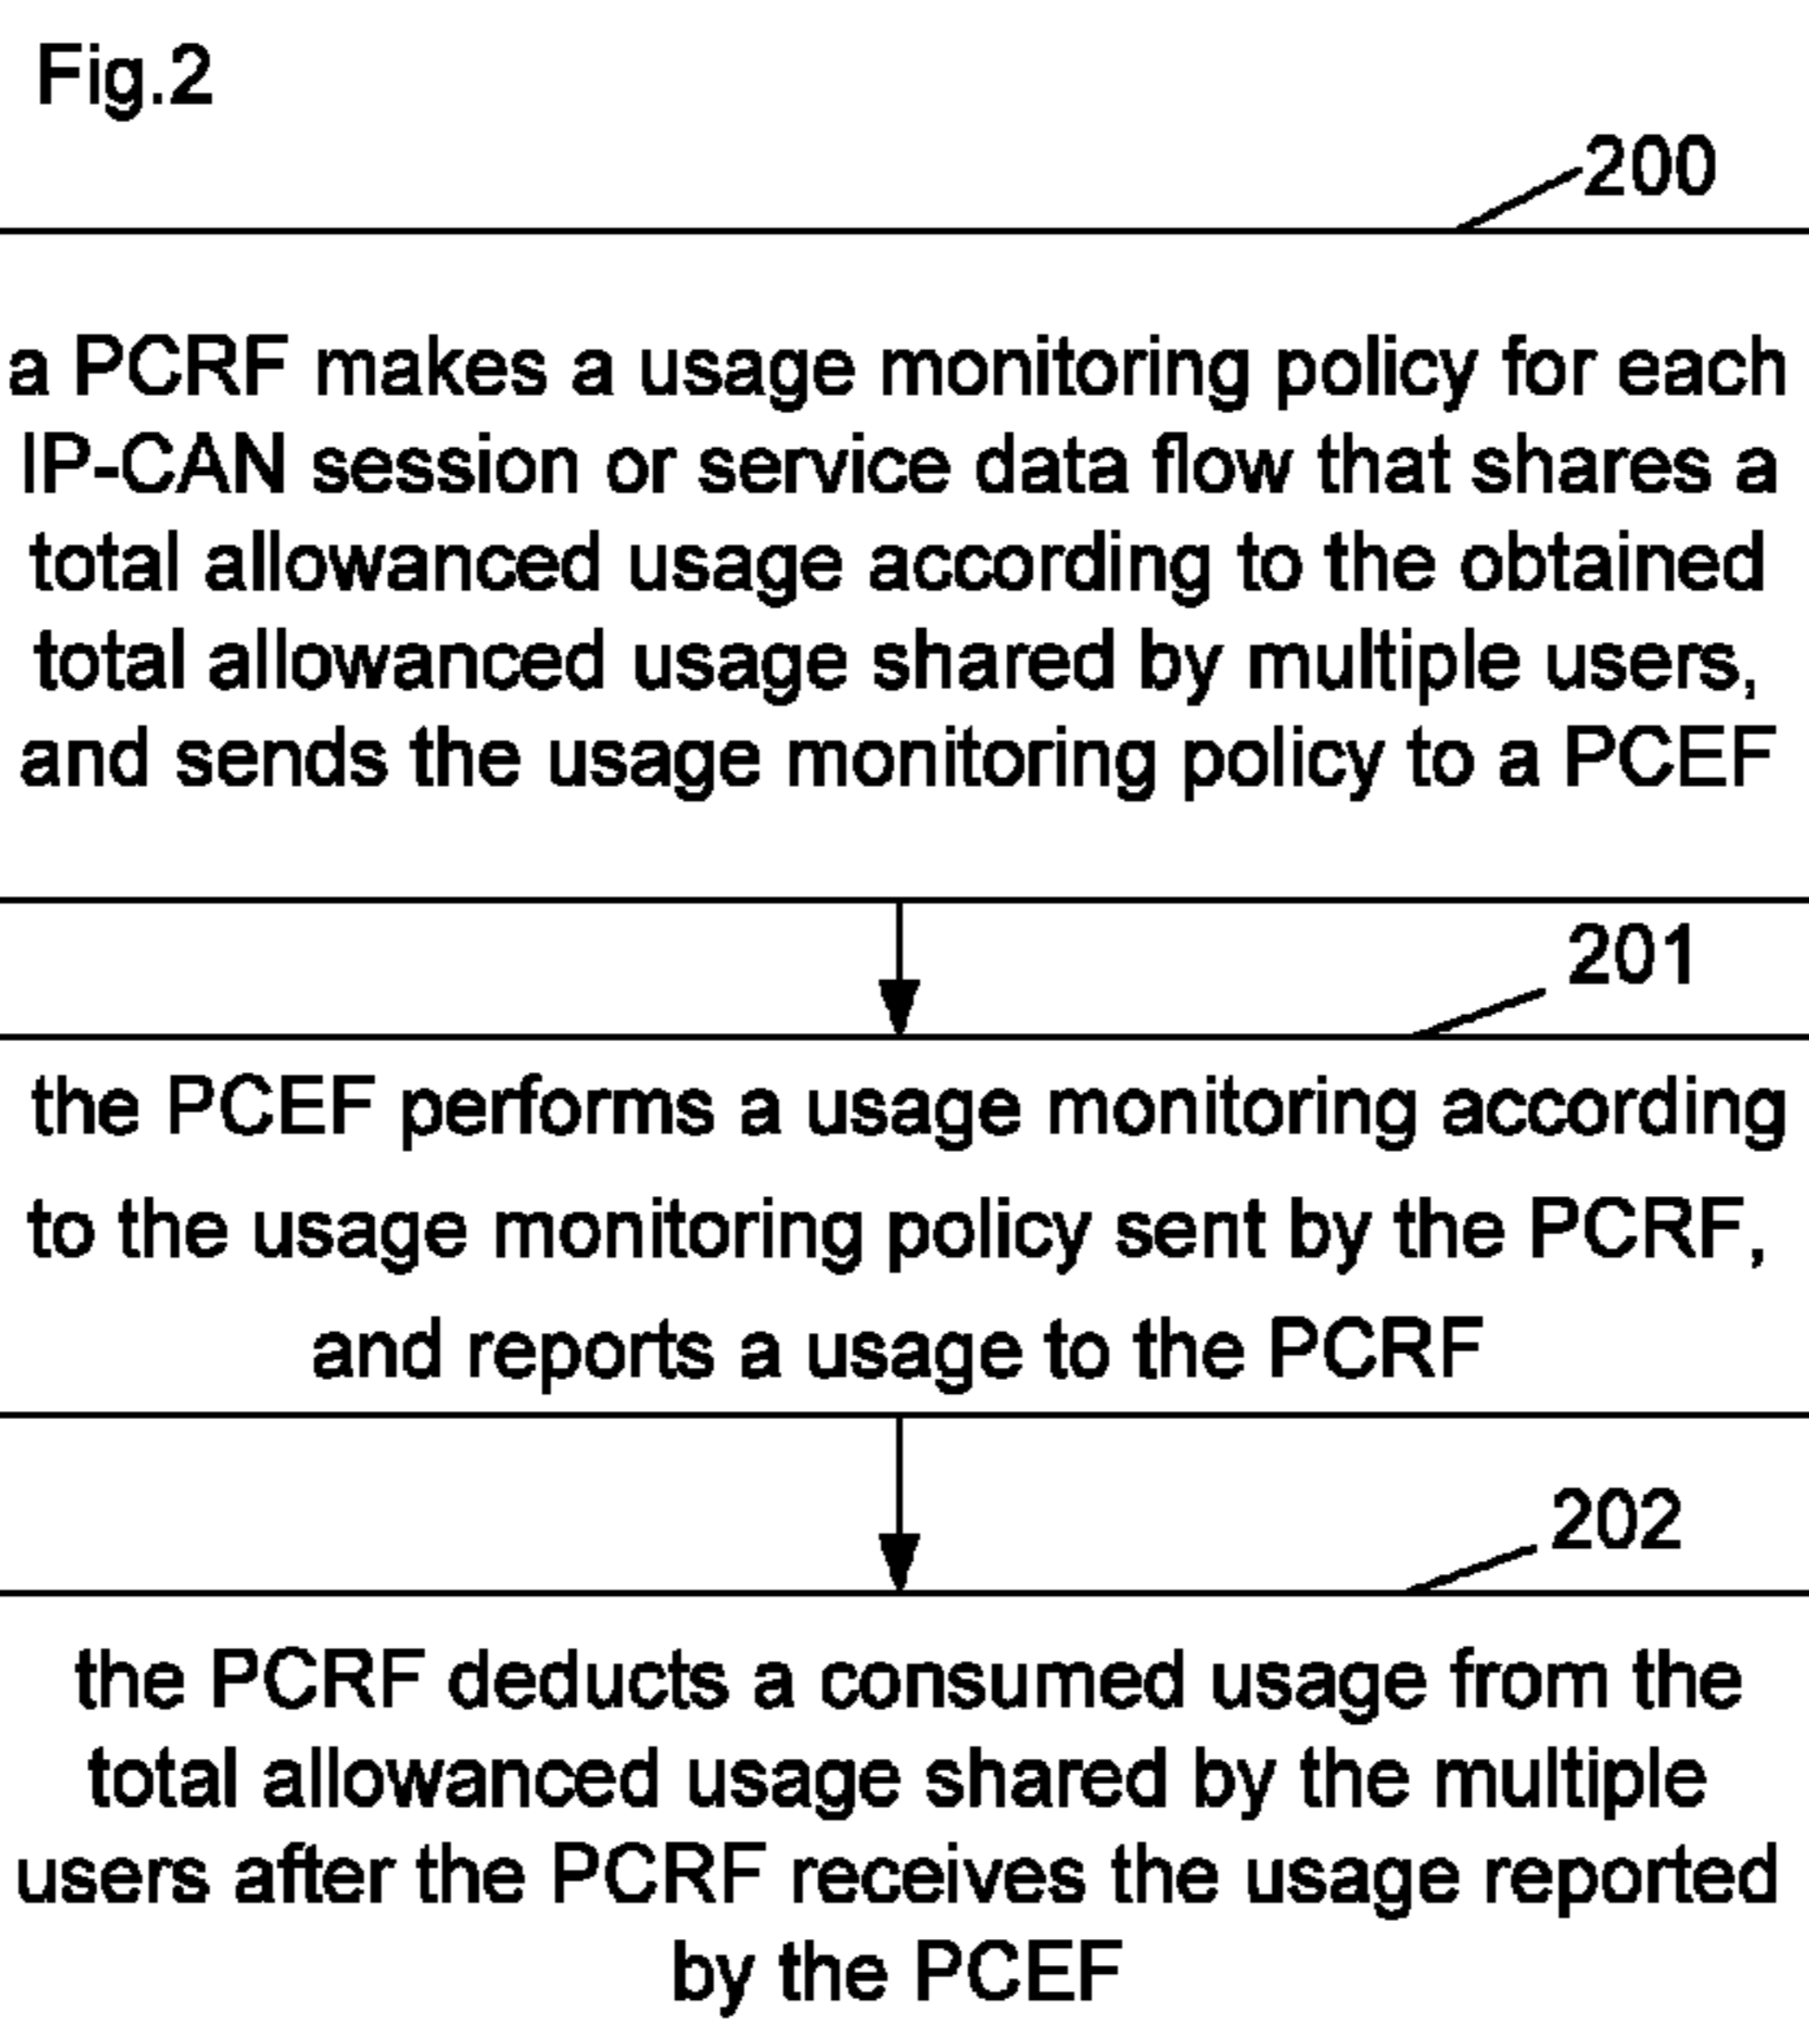 Fig.2
200
a PCRF makes a usage monitoring policy for each
IP-CAN session or service data flow that shares a
total allowanced usage according to the obtained
total allowanced usage shared by multiple users,
and sends the usage monitoring policy to a PCEF
201
the PCEF performs a usage monitoring according
to the usage monitoring policy sent by the PCRF,
and reports a usage to the PCRF
202
the PCRF deducts a consumed usage from the
total allowanced usage shared by the multiple
users after the PCRF receives the usage reported
by the PCEF